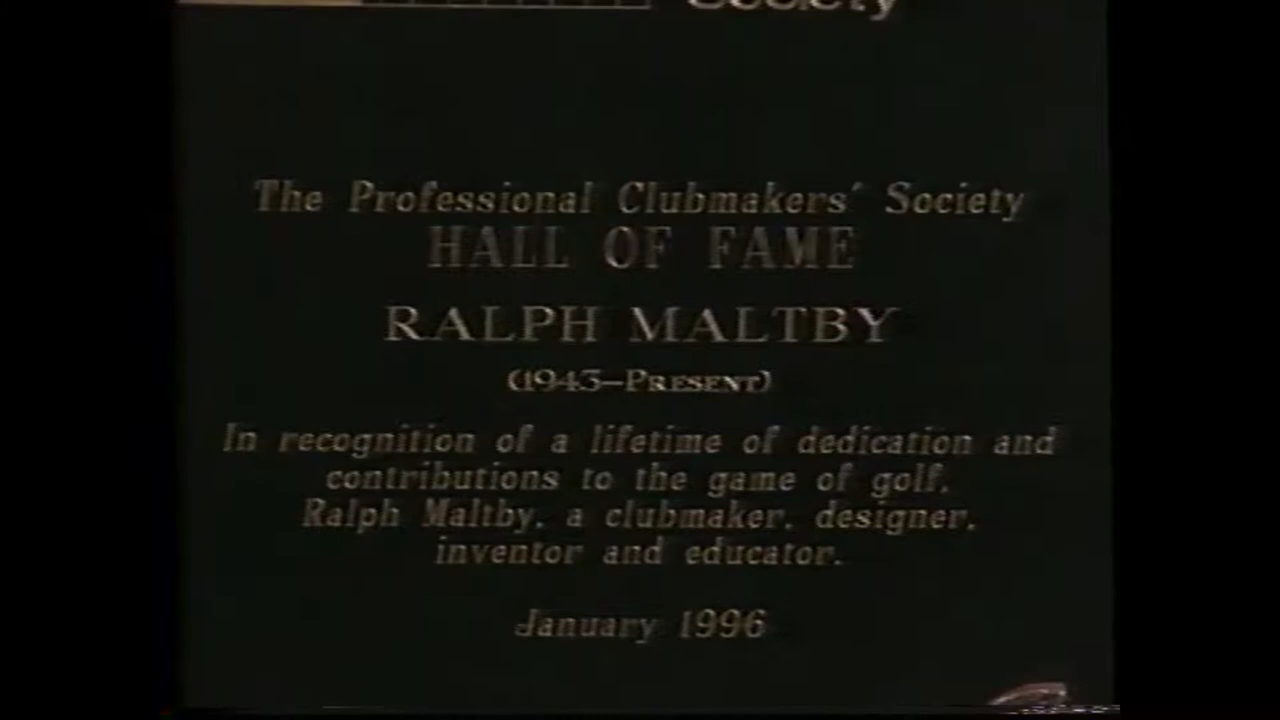 Society
The Professional Clubmakers' Society
HALL OF FAME
RALPH MALTBY
(1943–PRESENT)
In recognition of a lifetime of dedication and
contributions to the game of golf,
Ralph Maltby, a clubmaker, designer,
inventor and educator.
January 1996